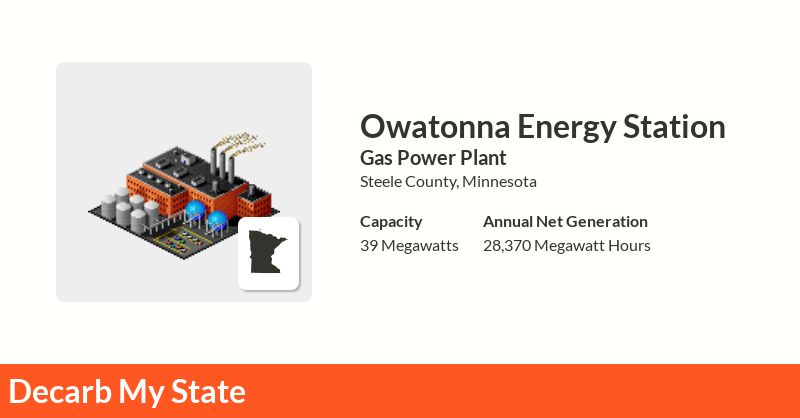 Owatonna Energy Station
Gas Power Plant
Steele County, Minnesota
Capacity
39 Megawatts
Annual Net Generation
28,370 Megawatt Hours
Decarb My State